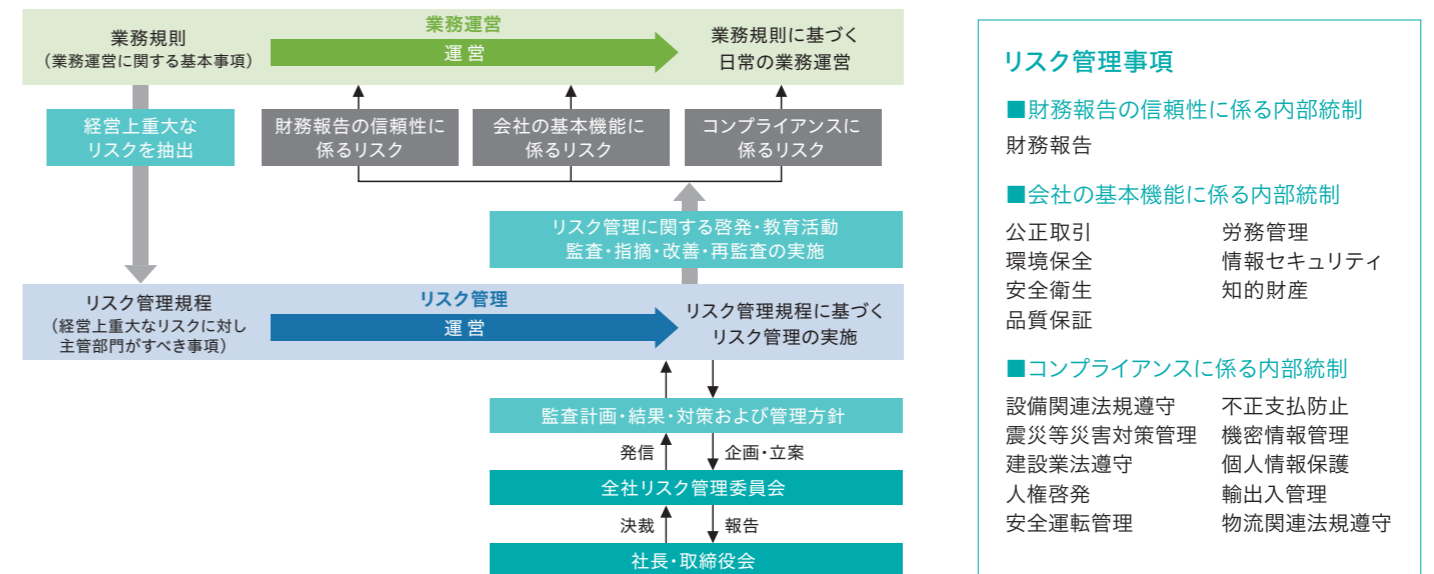 業務運営
業務規則
(業務運営に関する基本事項)
運営
業務規則に基づく
日常の業務運営
経営上重大な
リスクを抽出
財務報告の信頼性に
係るリスク
会社の基本機能に
係るリスク
コンプライアンスに
係るリスク
リスク管理に関する啓発・教育活動
監査・指摘・改善・再監査の実施
リスク管理
リスク管理規程
(経営上重大なリスクに対し
主管部門がすべき事項)
運営
リスク管理規程に基づく
リスク管理の実施
監査計画・結果・対策および管理方針
発信
企画・立案
全社リスク管理委員会
決裁
報告
社長・取締役会
リスク管理事項
■財務報告の信頼性に係る内部統制
財務報告
■会社の基本機能に係る内部統制
公正取引
環境保全
安全衛生
品質保証
労務管理
情報セキュリティ
知的財産
■コンプライアンスに係る内部統制
設備関連法規遵守
震災等災害対策管理
建設業法遵守
人権啓発
安全運転管理
不正支払防止
機密情報管理
個人情報保護
輸出入管理
物流関連法規遵守